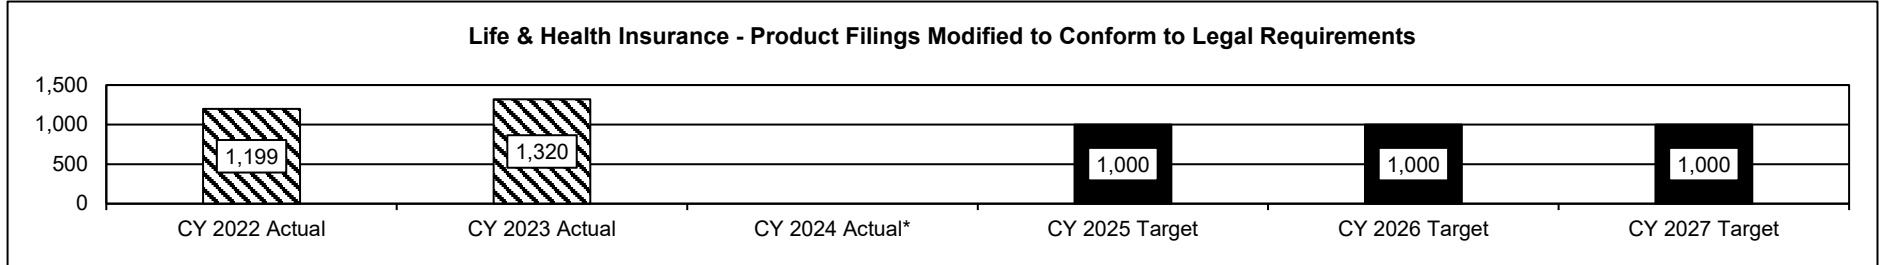 Life & Health Insurance - Product Filings Modified to Conform to Legal Requirements
1,500
1,000
500
0
1,199
1,320
1,000
1,000
1,000
CY 2022 Actual
CY 2023 Actual
CY 2024 Actual*
CY 2025 Target
CY 2026 Target
CY 2027 Target